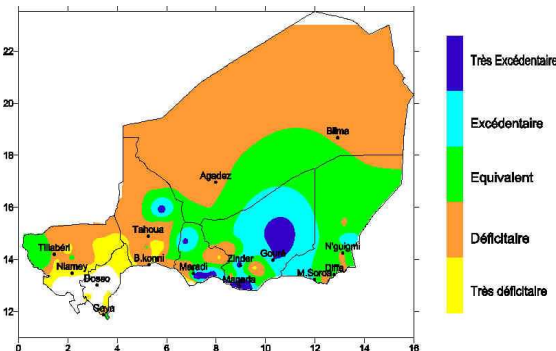 22
20
18
16
14
12
0 2 4 6 8 10 12 14 16
Bilma
Agadez
Tahoua
Tillabéri
Niamey
Dosso
Gaya
B.konni
Maradi
Zinder
Magaria
Gouré
N'guigmi
Diffa
M.Soroa
Très Excédentaire
Excédentaire
Equivalent
Déficitaire
Très déficitaire